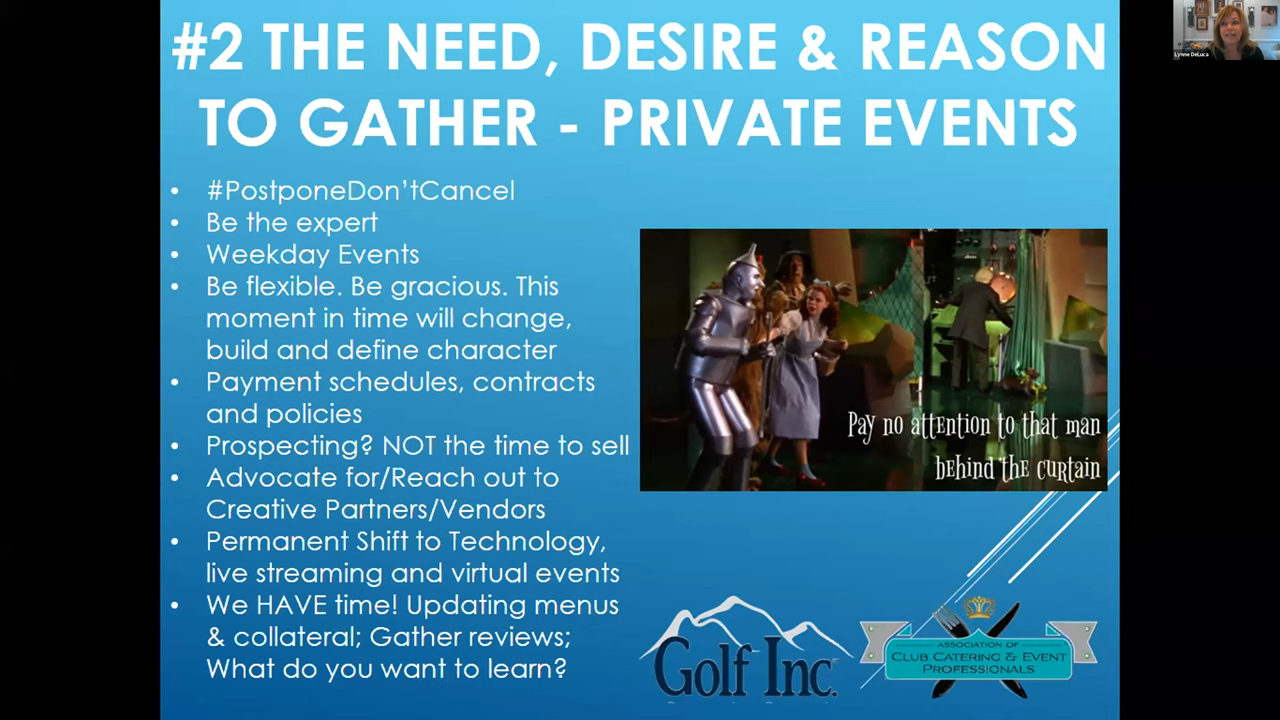 #2 THE NEED, DESIRE & REASON
TO GATHER - PRIVATE EVENTS
• #PostponeDon'tCancel
• Be the expert
• Weekday Events
• Be flexible. Be gracious. This
moment in time will change,
build and define character
• Payment schedules, contracts
and policies
• Prospecting? NOT the time to sell
• Advocate for/Reach out to
Creative Partners/Vendors
• Permanent Shift to Technology,
live streaming and virtual events
• We HAVE time! Updating menus
& collateral; Gather reviews;
What do you want to learn?
Pay no attention to that man
behind the curtain
Golf Inc.
ASSOCIATION OF
CLUB CATERING & EVENT
PROFESSIONALS
Lynne DeLuca